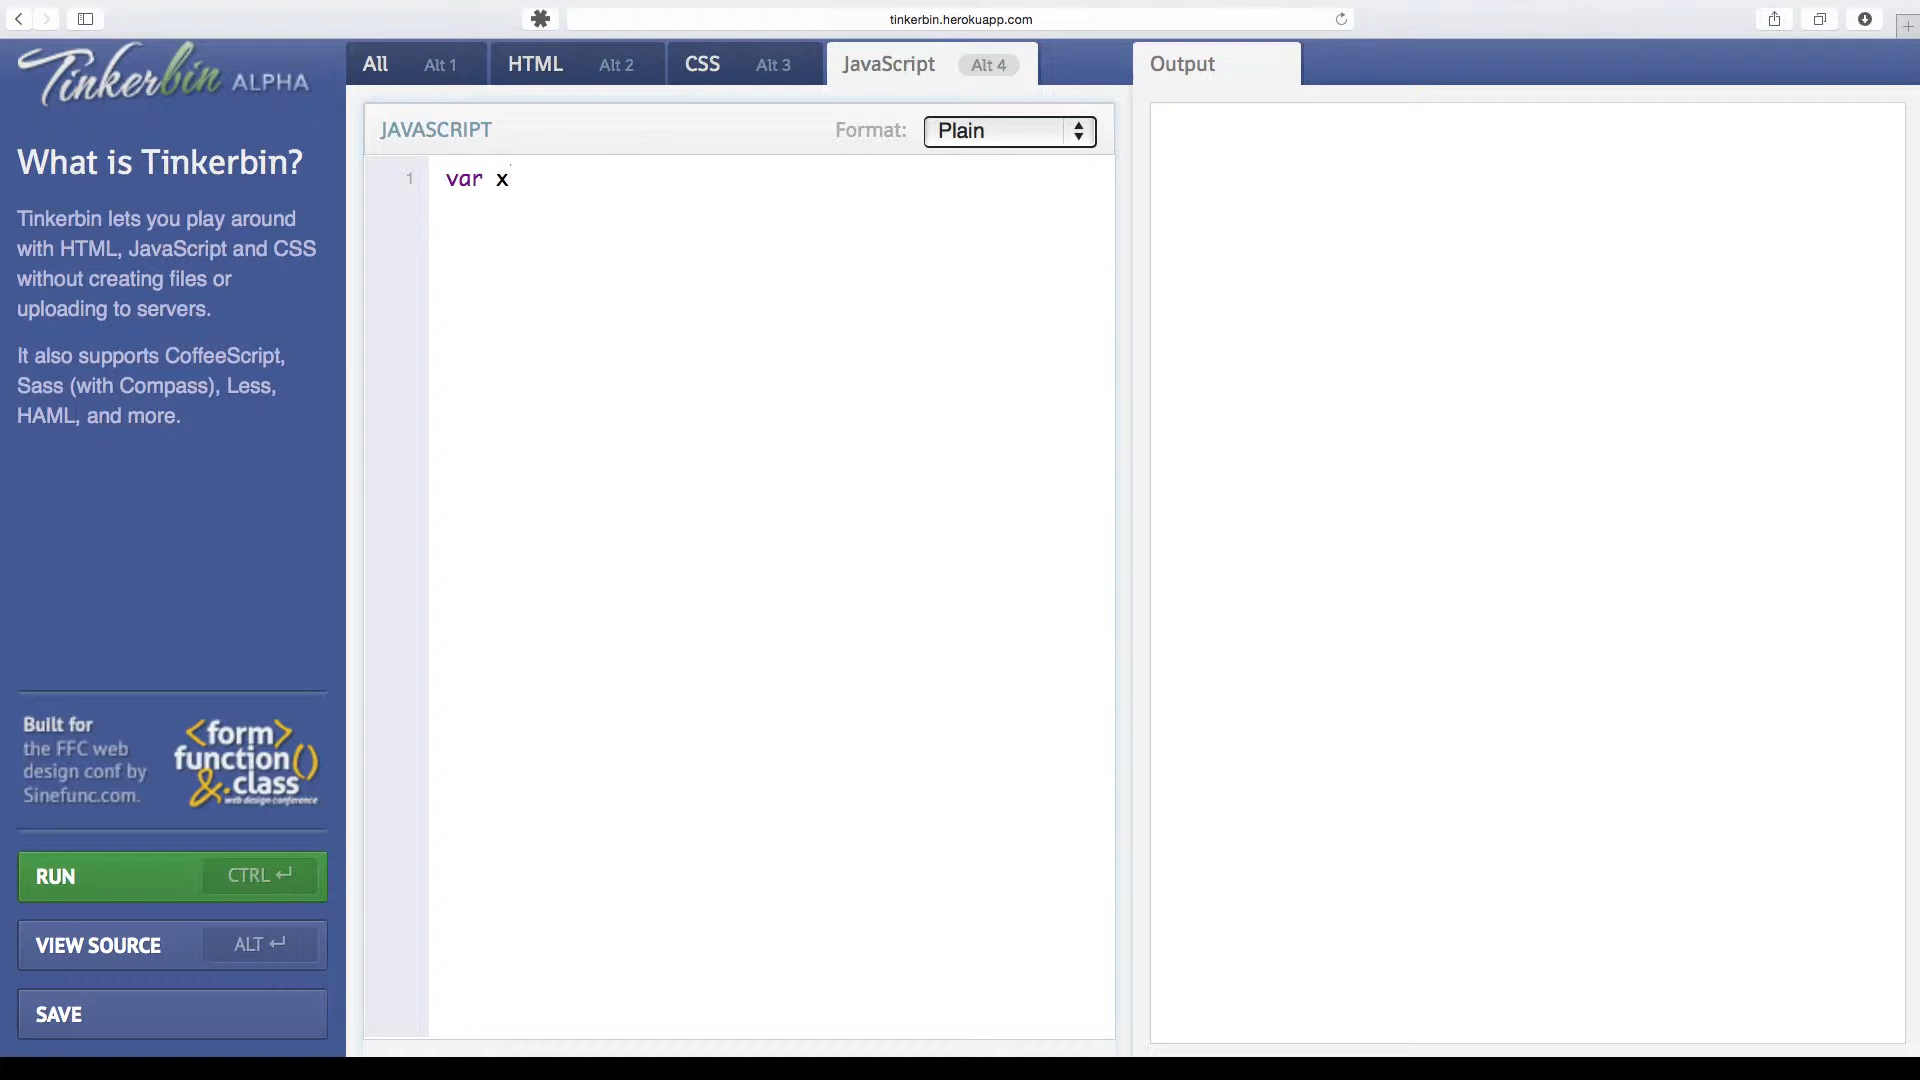 tinkerbin.herokuapp.com
Tinkerbin ALPHA
All Alt 1 HTML Alt 2 CSS Alt 3 JavaScript Alt 4 Output
JAVASCRIPT Format: Plain
1 var x
What is Tinkerbin?
Tinkerbin lets you play around
with HTML, JavaScript and CSS
without creating files or
uploading to servers.
It also supports CoffeeScript,
Sass (with Compass), Less,
HAML, and more.
Built for
the FFC web
design conf by
Sinefunc.com.
<form>
function()
&.class
web design conference
RUN CTRL ↵
VIEW SOURCE ALT ↵
SAVE